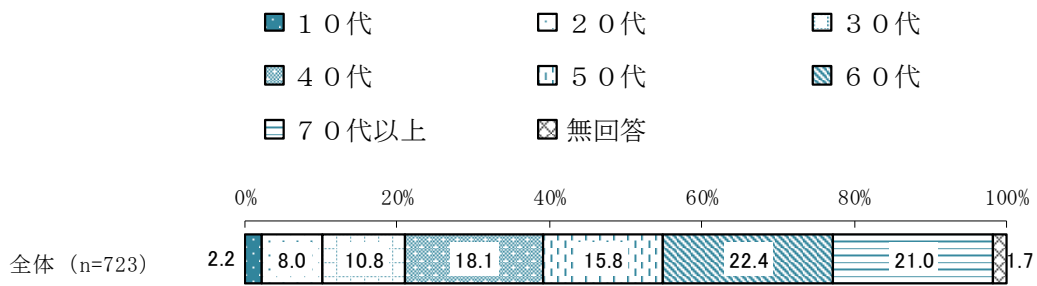 １０代 ２０代 ３０代
４０代 ５０代 ６０代
７０代以上 無回答
0% 20% 40% 60% 80% 100%
全体 (n=723) 2.2 8.0 10.8 18.1 15.8 22.4 21.0 1.7